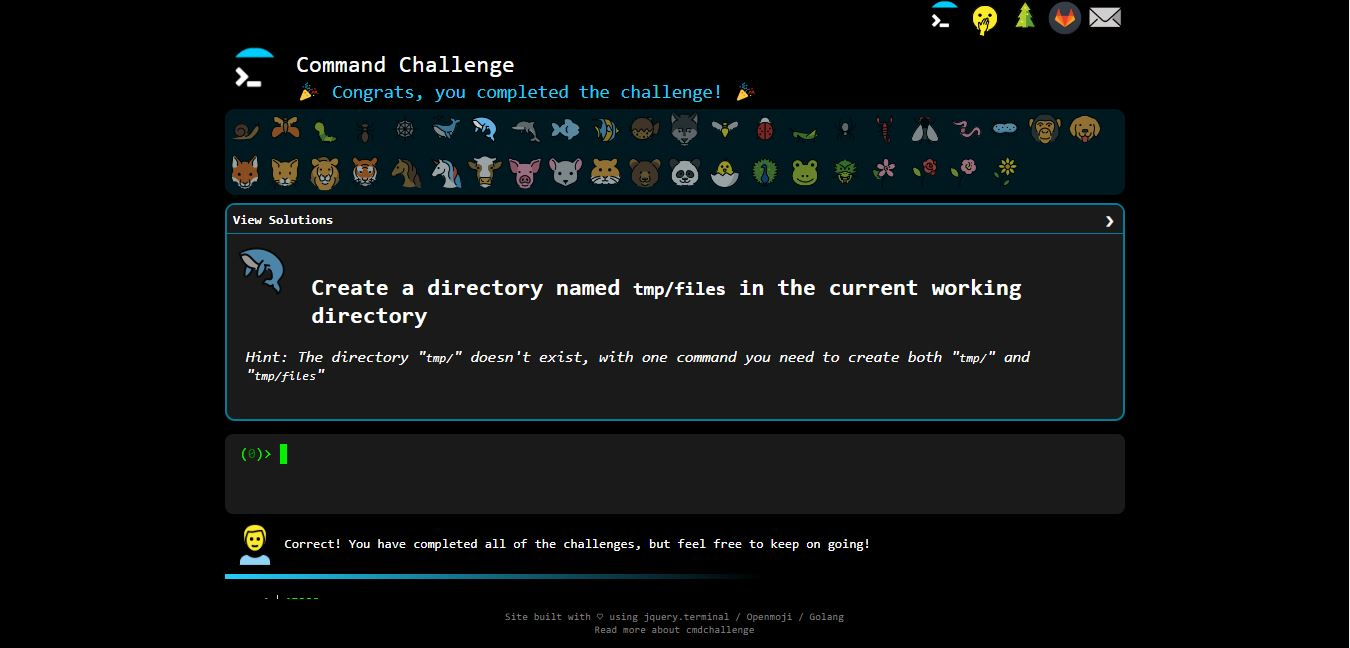 Command Challenge
Congrats, you completed the challenge!
View Solutions
Create a directory named tmp/files in the current working
directory
Hint: The directory "tmp/" doesn't exist, with one command you need to create both "tmp/" and
"tmp/files"
(0)>
Correct! You have completed all of the challenges, but feel free to keep on going!
Site built with ♡ using jquery.terminal / Openmoji / Golang
Read more about cmdchallenge